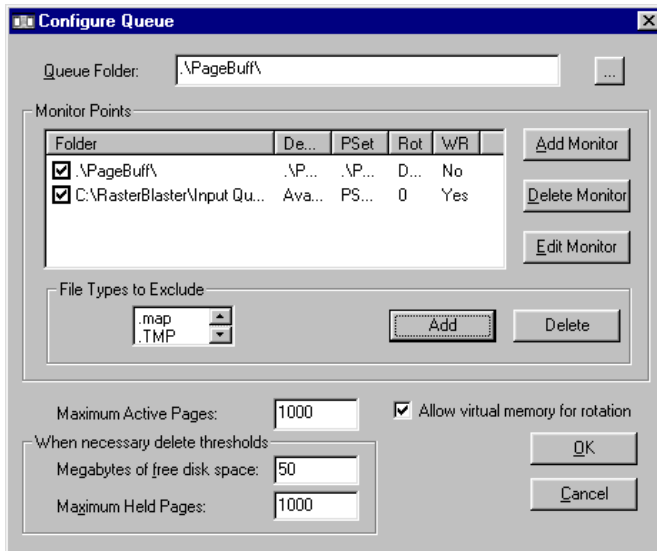 Configure Queue
Queue Folder: .\PageBuff\ ...
Monitor Points
Folder De... PSet Rot WR
.\PageBuff\ .\P... .\P... D... No
C:\RasterBlaster\Input Qu... Ava... PS... 0 Yes
Add Monitor
Delete Monitor
Edit Monitor
File Types to Exclude
.map
.TMP
Add Delete
Maximum Active Pages: 1000 Allow virtual memory for rotation
When necessary delete thresholds
Megabytes of free disk space: 50
Maximum Held Pages: 1000
OK
Cancel